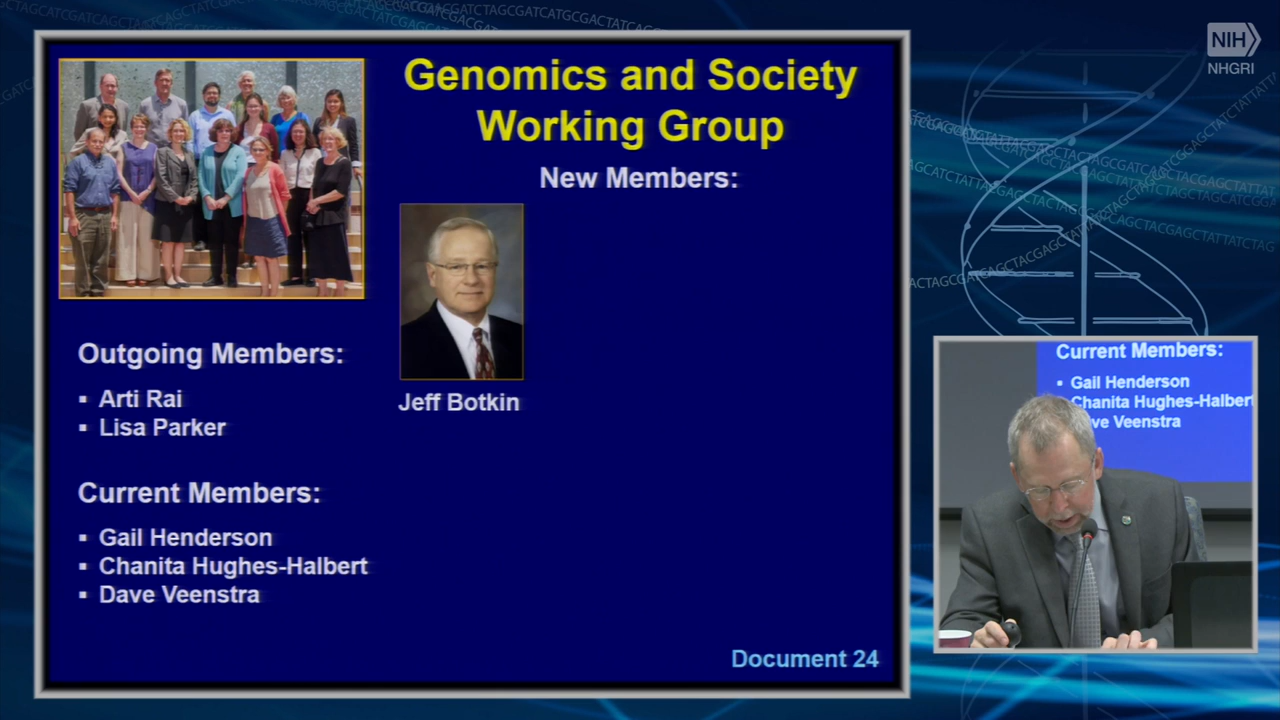 NIH
NHGRI
Genomics and Society
Working Group
New Members:
Jeff Botkin
Outgoing Members:
▪ Arti Rai
▪ Lisa Parker
Current Members:
▪ Gail Henderson
▪ Chanita Hughes-Halbert
▪ Dave Veenstra
Document 24
Current Members:
▪ Gail Henderson
Chanita Hughes-Halbert
ve Veenstra